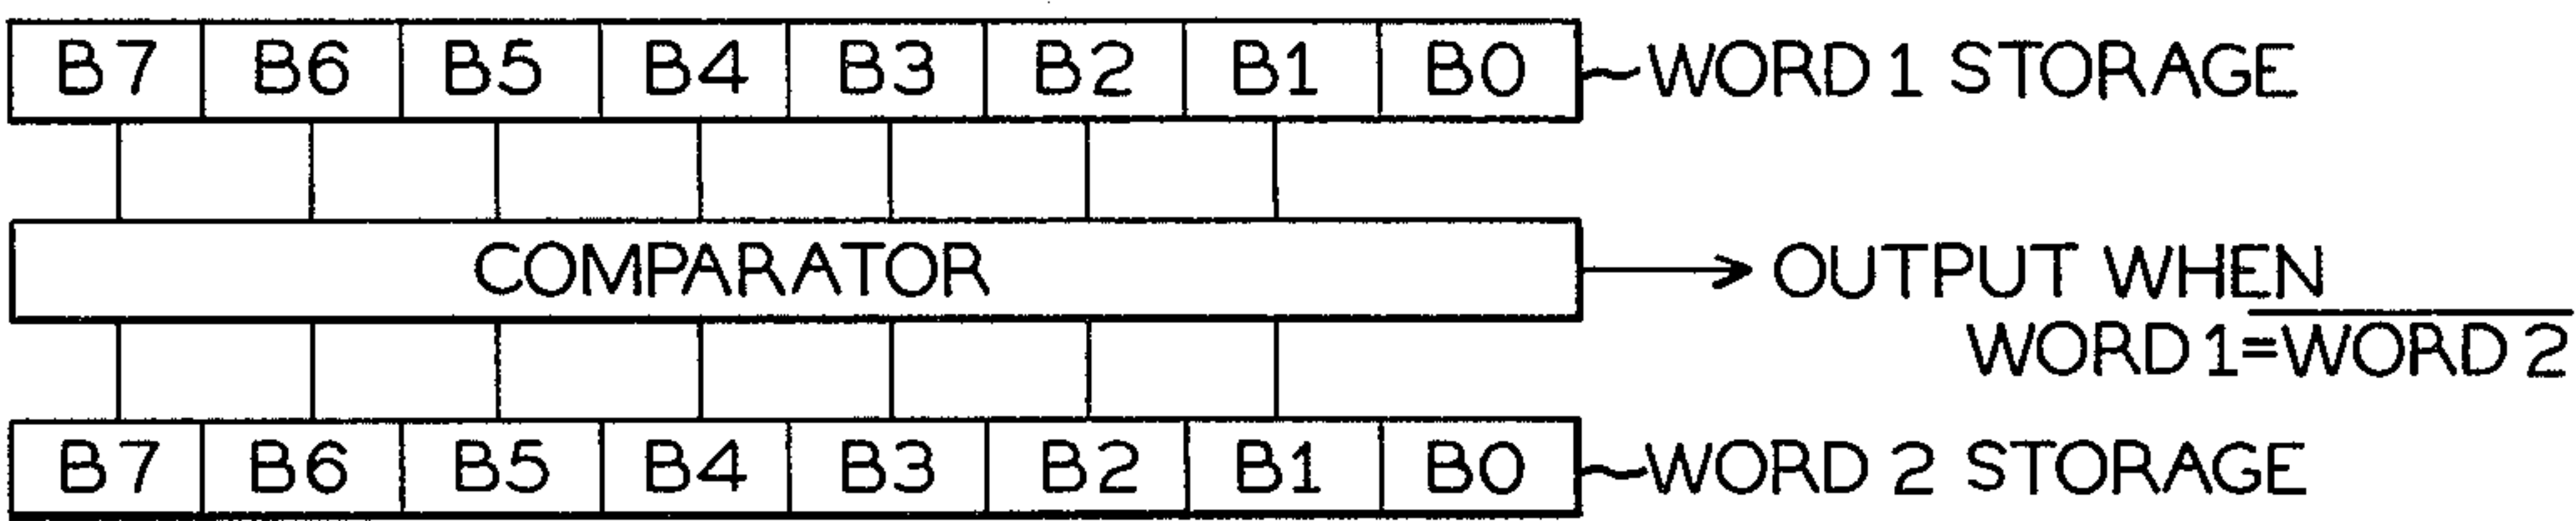 B7 B6 B5 B4 B3 B2 B1 B0 WORD 1 STORAGE
COMPARATOR OUTPUT WHEN
WORD 1=W̅O̅R̅D̅ ̅2̅
B7 B6 B5 B4 B3 B2 B1 B0 WORD 2 STORAGE